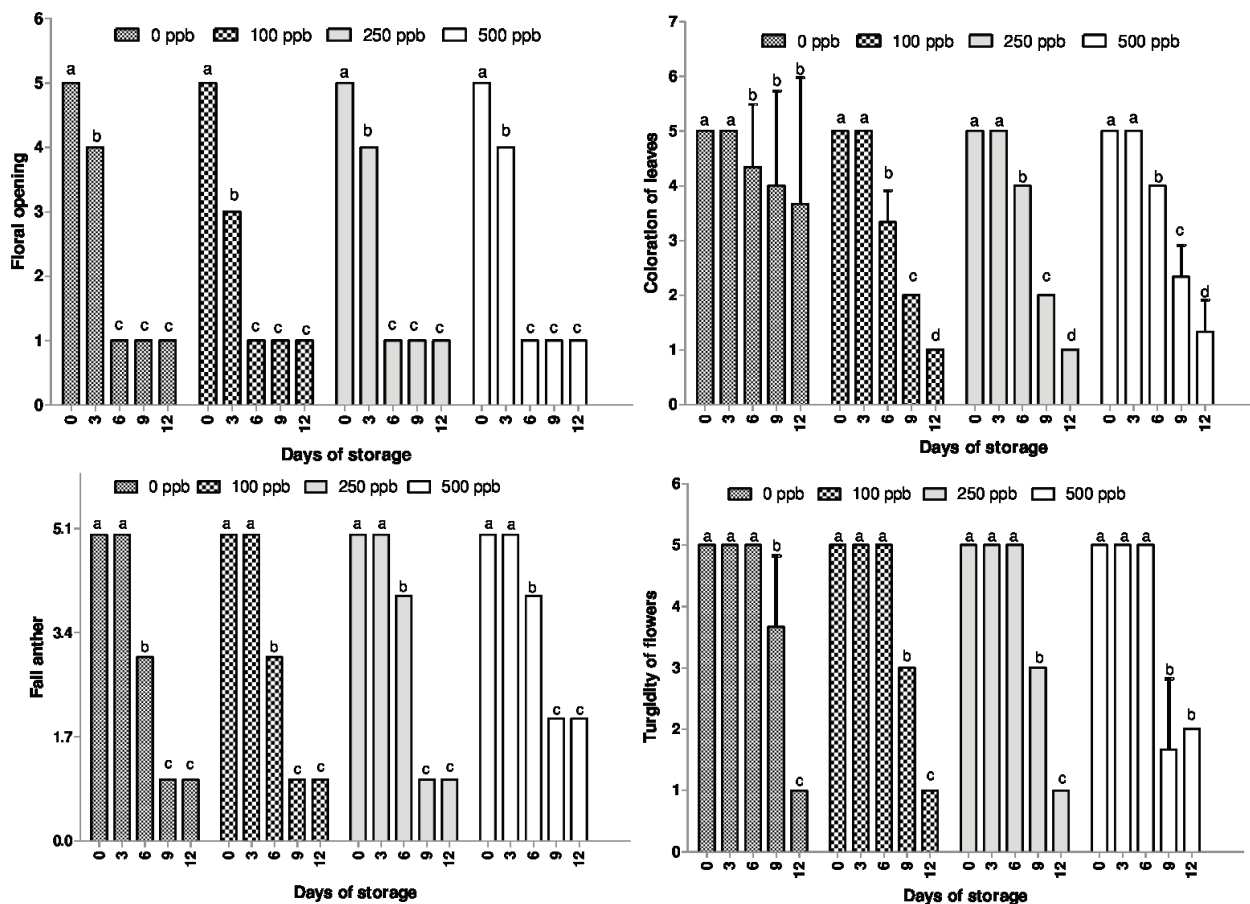 6
0 ppb 100 ppb 250 ppb 500 ppb
a a a a
5
b b b
4
b
3
2
c c c c c c c c c c c c
1
0
Floral opening
0 3 6 9 12 0 3 6 9 12 0 3 6 9 12 0 3 6 9 12
Days of storage
7
0 ppb 100 ppb 250 ppb 500 ppb
6
b b b
a a a a a a a a
5
b b b
4
3
c c c
2
d d d
1
0
Coloration of leaves
0 3 6 9 12 0 3 6 9 12 0 3 6 9 12 0 3 6 9 12
Days of storage
0 ppb 100 ppb 250 ppb 500 ppb
5.1
a a a a a a a a
b b
3.4
b b
1.7
c c
c c c c c c
0.0
Fall anther
0 3 6 9 12 0 3 6 9 12 0 3 6 9 12 0 3 6 9 12
Days of storage
6
0 ppb 100 ppb 250 ppb 500 ppb
a a a b a a a a a a a a a
5
4
b b b
3
b
2
c c c
1
0
Turgidity of flowers
0 3 6 9 12 0 3 6 9 12 0 3 6 9 12 0 3 6 9 12
Days of storage